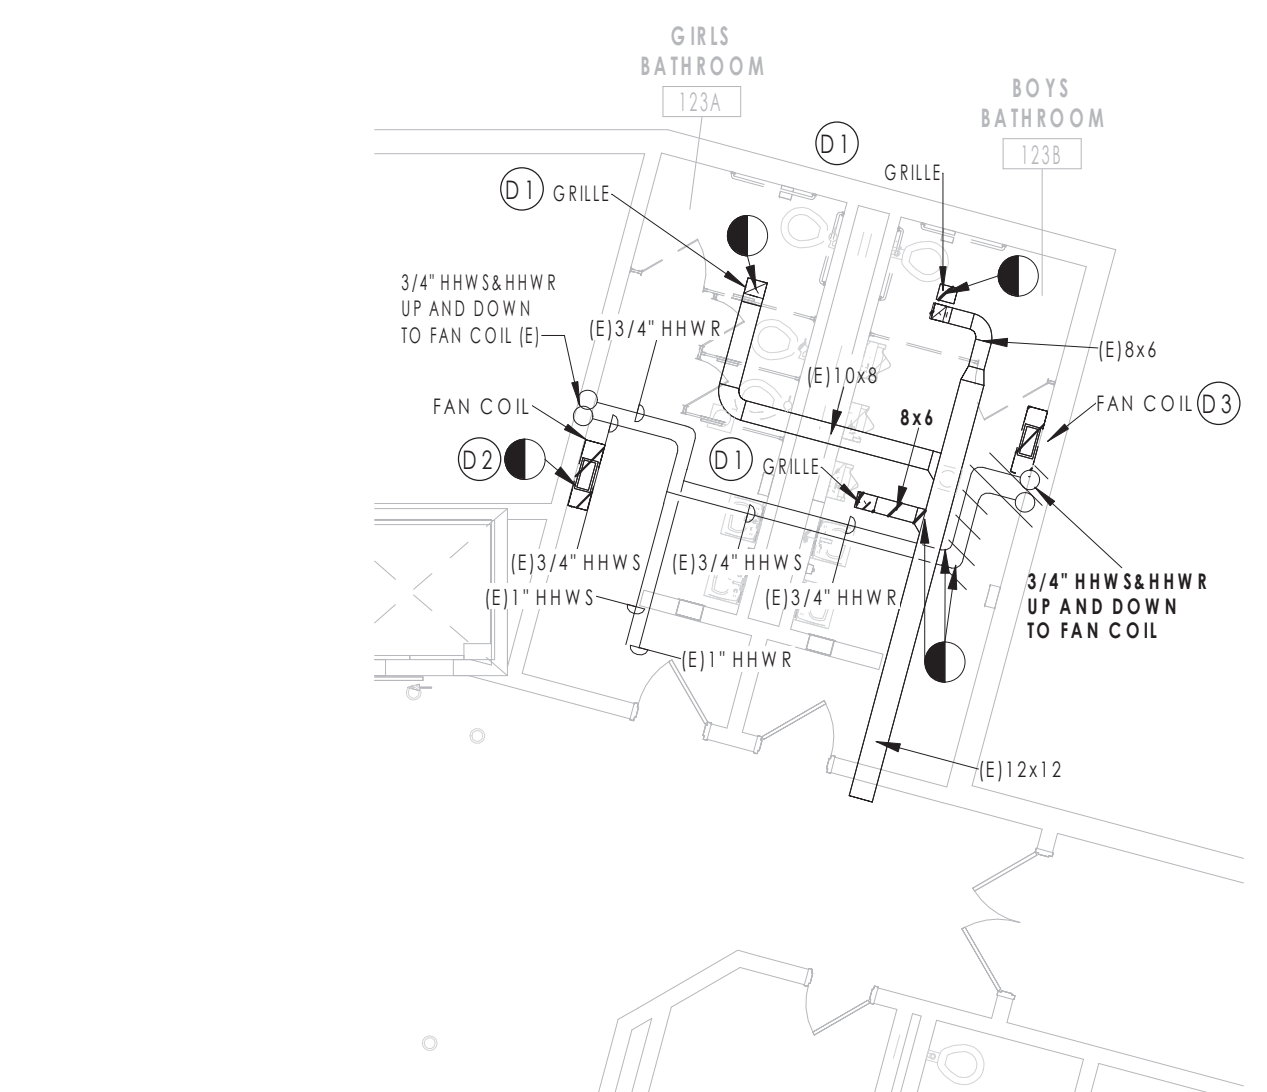 GIRLS
BATHROOM
123A
BOYS
BATHROOM
123B
D1
GRILLE
D1
GRILLE
3/4" HHWS&HHWR
UP AND DOWN
TO FAN COIL (E)
(E)3/4" HHWR
(E)8x6
(E)10x8
FAN COIL
8x6
FAN COIL
D3
D2
D1
GRILLE
(E)3/4" HHWS
(E)3/4" HHWS
(E)1" HHWS
(E)3/4" HHWR
3/4" HHWS&HHWR
UP AND DOWN
TO FAN COIL
(E)1" HHWR
(E)12x12